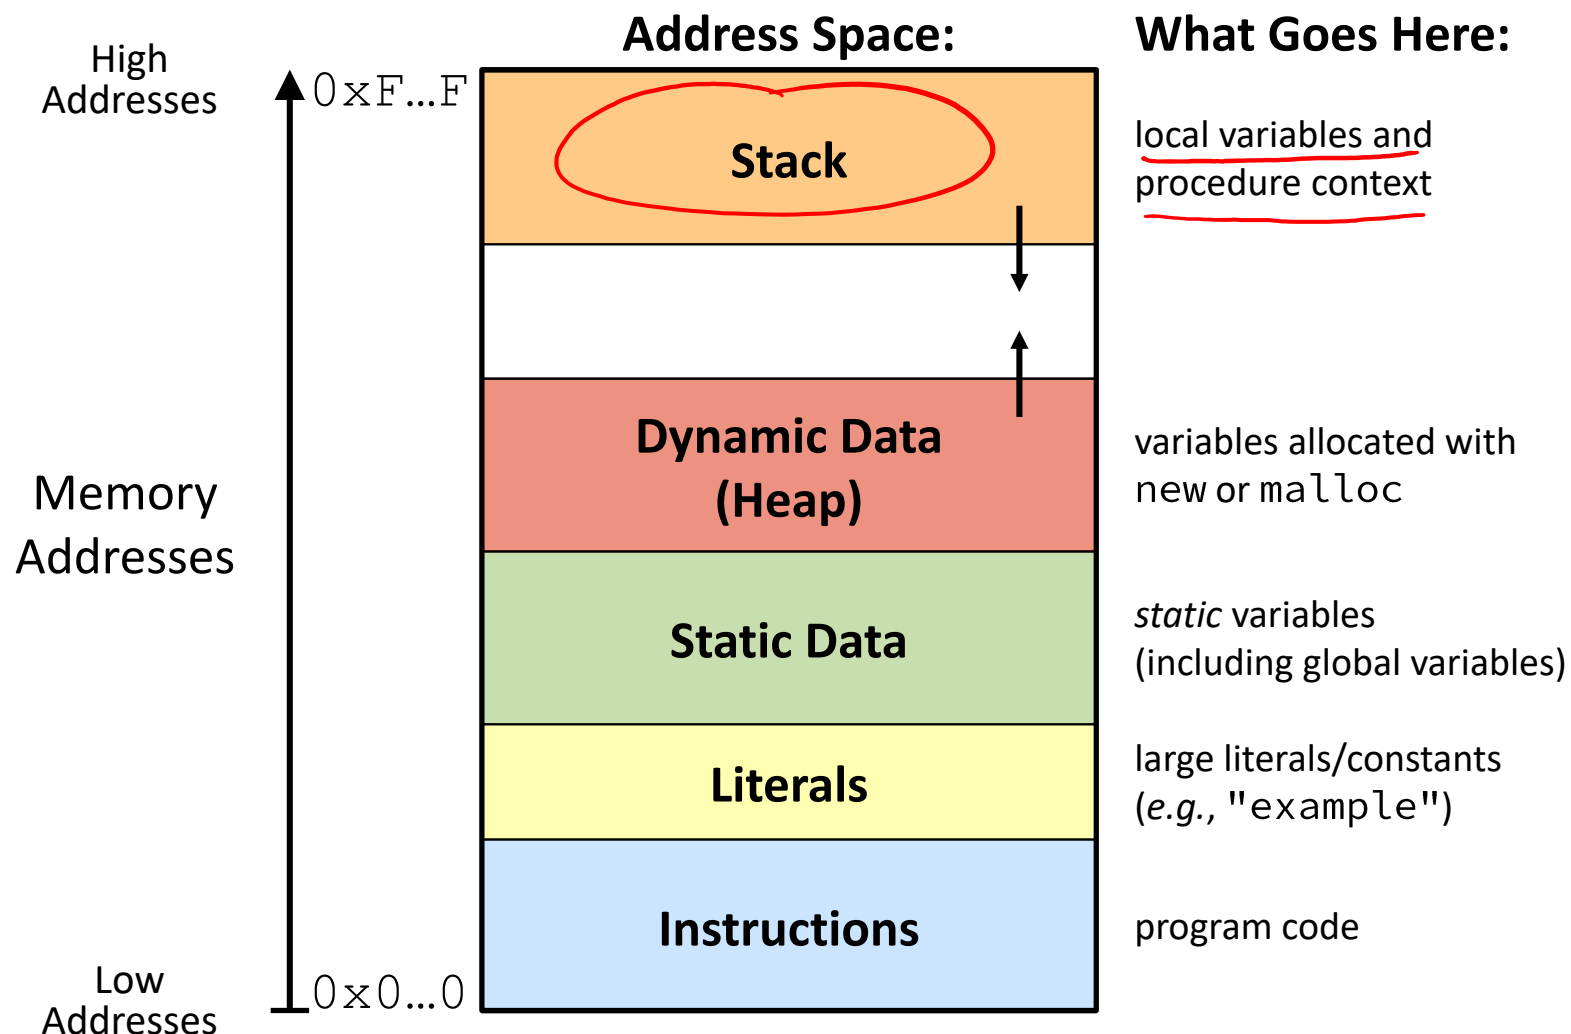 Address Space:
What Goes Here:
High
Addresses
0xF…F
Stack
local variables and
procedure context
Dynamic Data
(Heap)
variables allocated with
new or malloc
Memory
Addresses
Static Data
static variables
(including global variables)
Literals
large literals/constants
(e.g., "example")
Instructions
program code
Low
Addresses
0x0…0